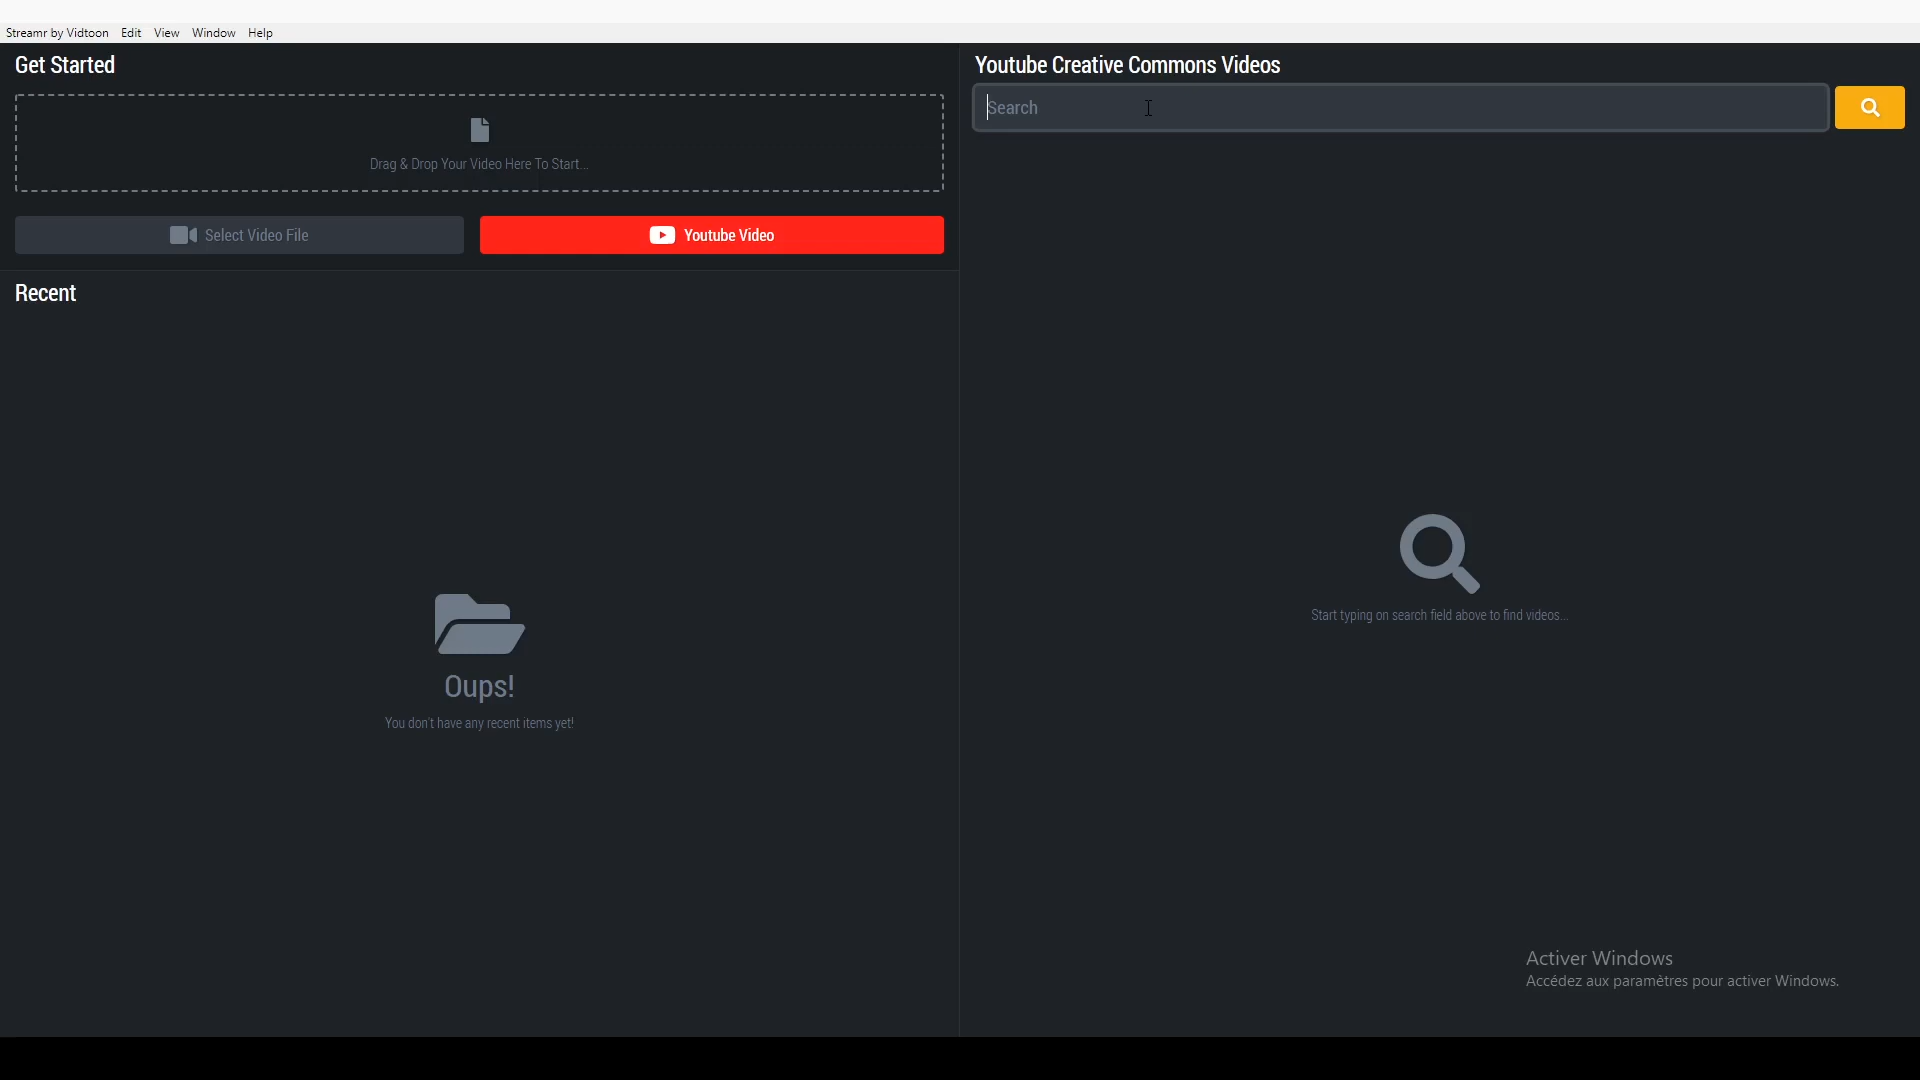 Streamr by Vidtoon Edit View Window Help
Get Started
Drag & Drop Your Video Here To Start...
Select Video File
Youtube Video
Recent
Oups!
You don't have any recent items yet!
Youtube Creative Commons Videos
Search
Start typing on search field above to find videos...
Activer Windows
Accédez aux paramètres pour activer Windows.